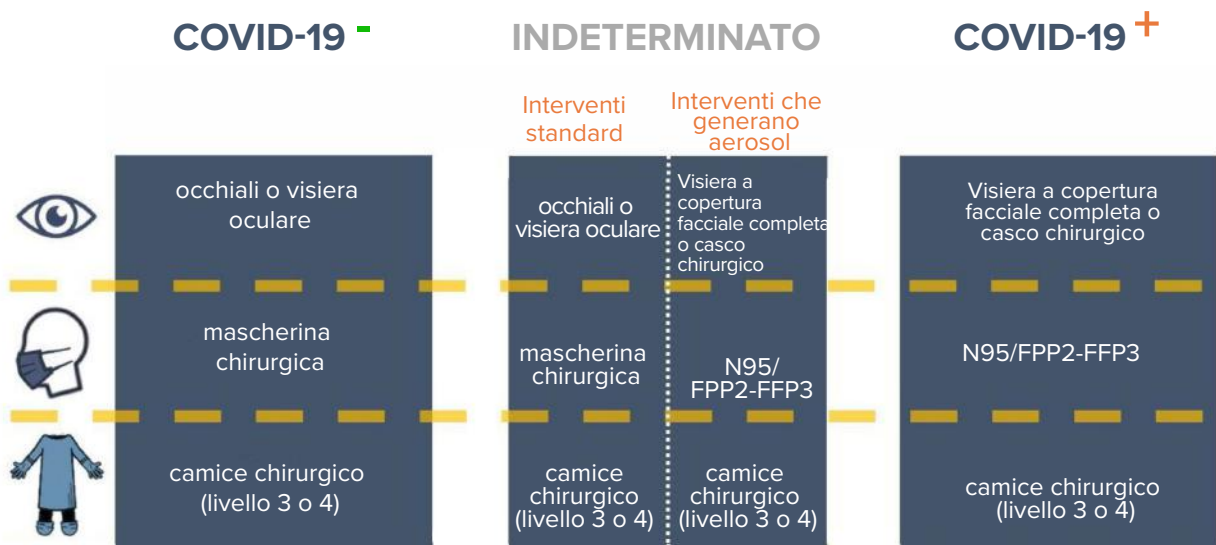 COVID-19 -
INDETERMINATO
COVID-19 +
Interventi
standard
Interventi che
generano
aerosol
occhiali o visiera
oculare
occhiali o
visiera oculare
Visiera a
copertura
facciale completa
o casco
chirurgico
Visiera a copertura
facciale completa o
casco chirurgico
mascherina
chirurgica
mascherina
chirurgica
N95/
FPP2-FFP3
N95/FPP2-FFP3
camice chirurgico
(livello 3 o 4)
camice
chirurgico
(livello 3 o 4)
camice
chirurgico
(livello 3 o 4)
camice chirurgico
(livello 3 o 4)